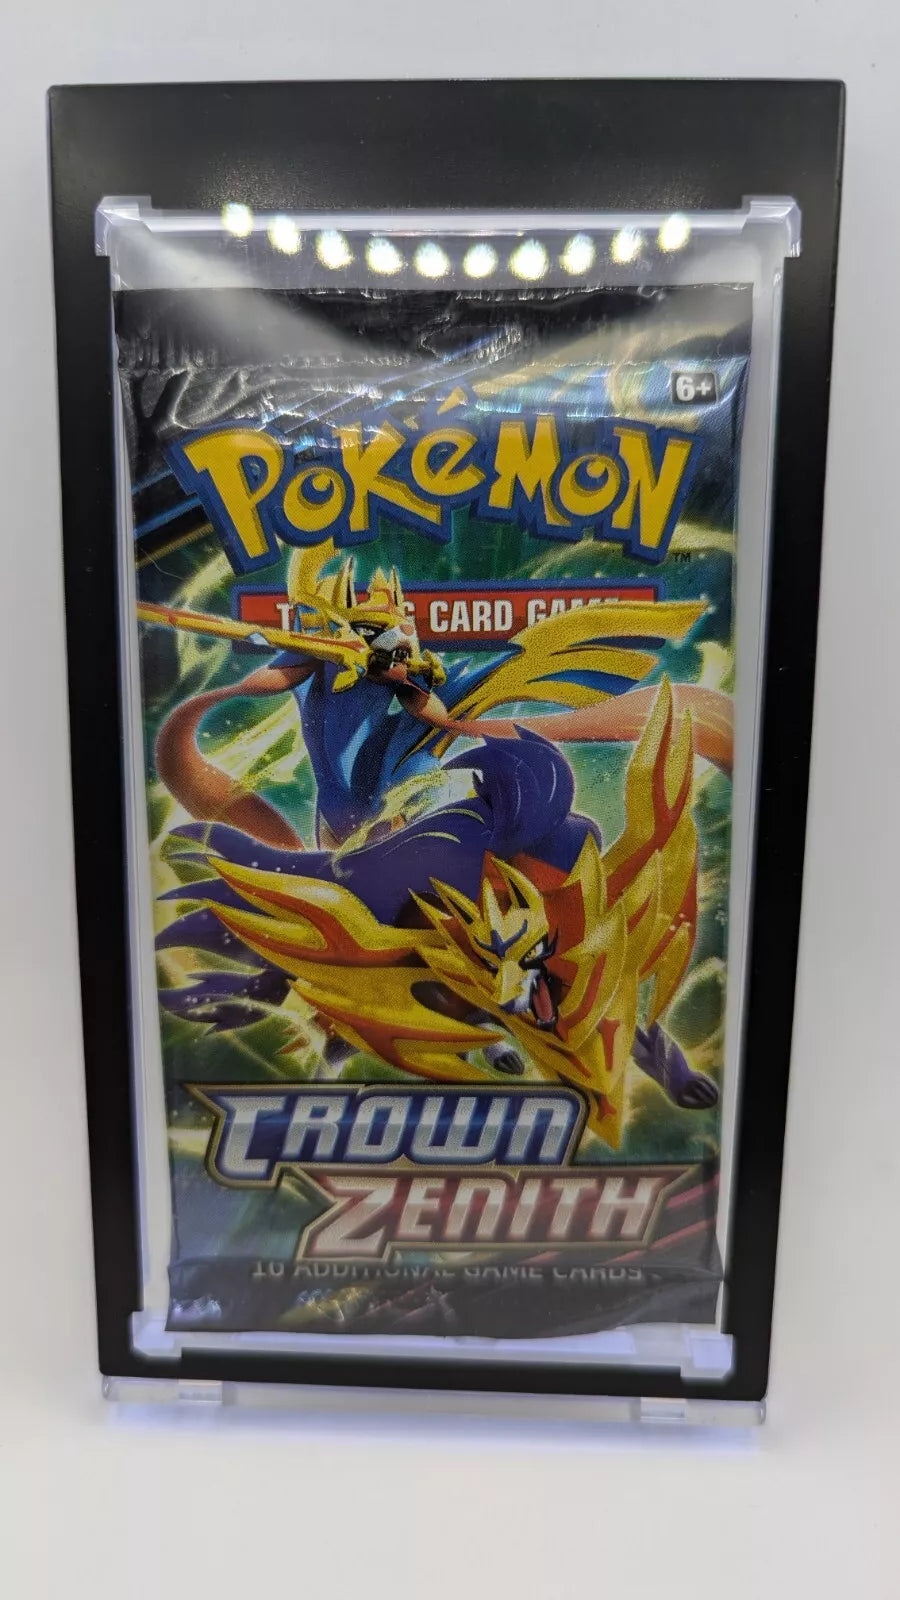 6+
POKéMON
TM
CARD GAME
CROWN
ZENITH
10 ADDITIONAL GAME CARDS